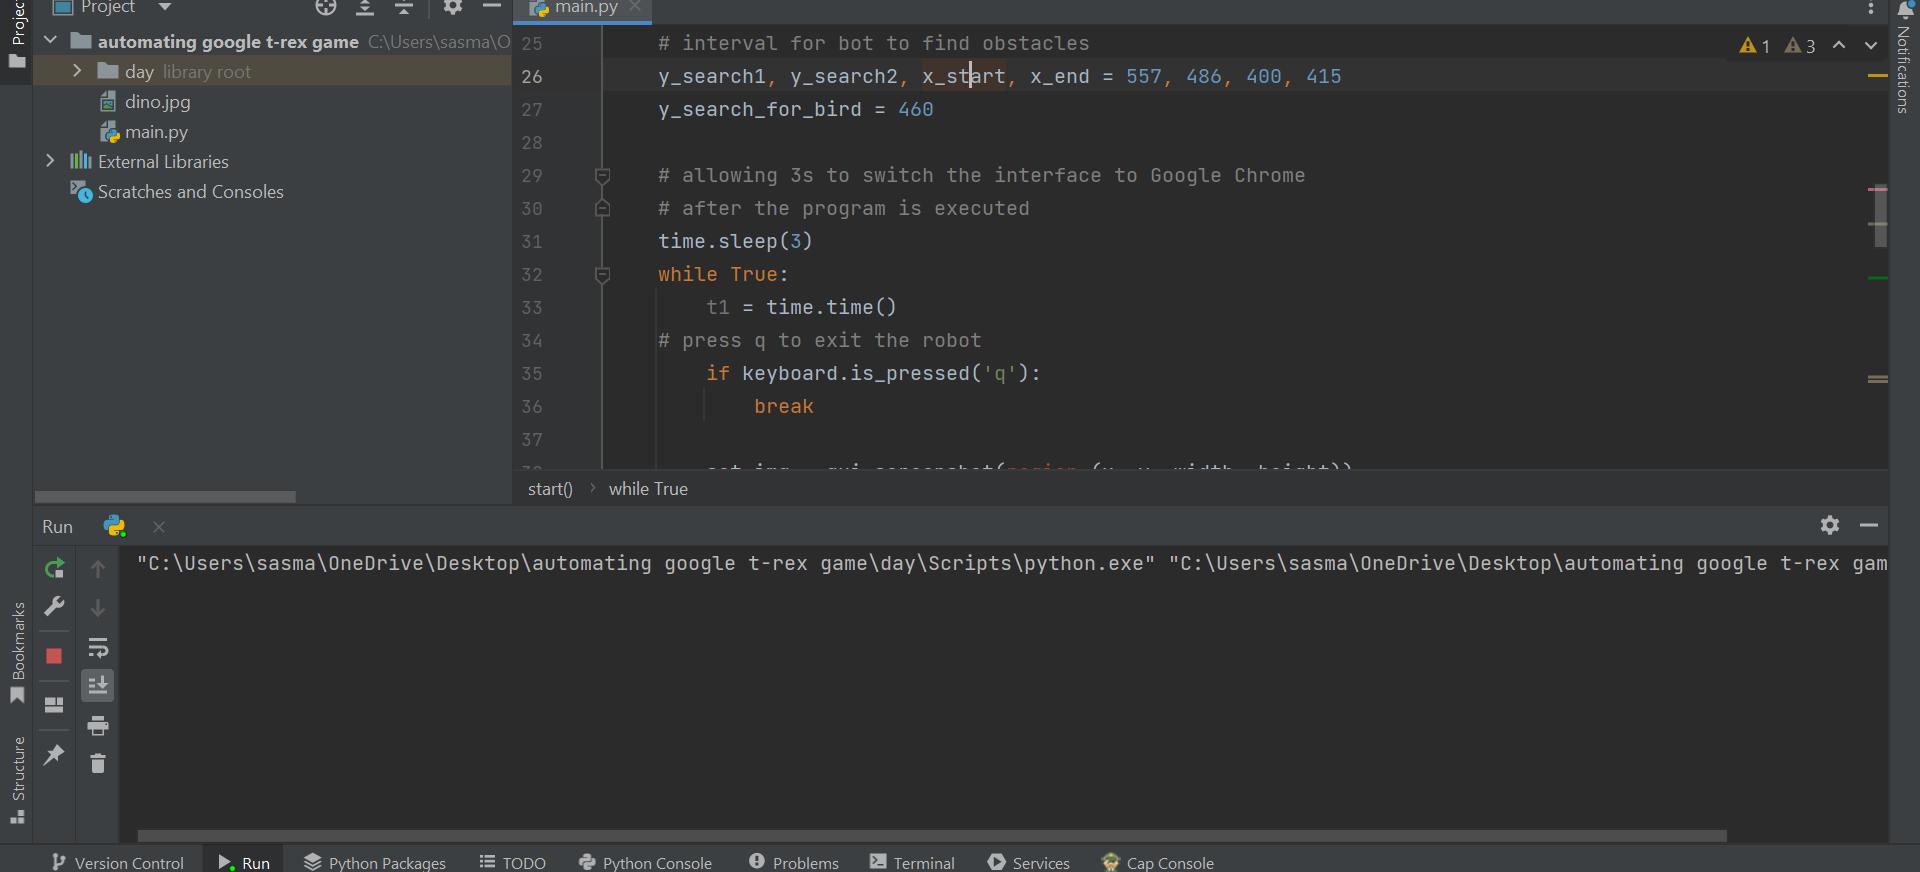 Project
main.py
Project
automating google t-rex game C:\Users\sasma\O
day library root
dino.jpg
main.py
External Libraries
Scratches and Consoles
25 # interval for bot to find obstacles
26 y_search1, y_search2, x_start, x_end = 557, 486, 400, 415
27 y_search_for_bird = 460
28
29 # allowing 3s to switch the interface to Google Chrome
30 # after the program is executed
31 time.sleep(3)
32 while True:
33 t1 = time.time()
34 # press q to exit the robot
35 if keyboard.is_pressed('q'):
36 break
37
1 3
Notifications
start() while True
Run
"C:\Users\sasma\OneDrive\Desktop\automating google t-rex game\day\Scripts\python.exe" "C:\Users\sasma\OneDrive\Desktop\automating google t-rex gam
Bookmarks
Structure
Version Control Run Python Packages TODO Python Console Problems Terminal Services Cap Console